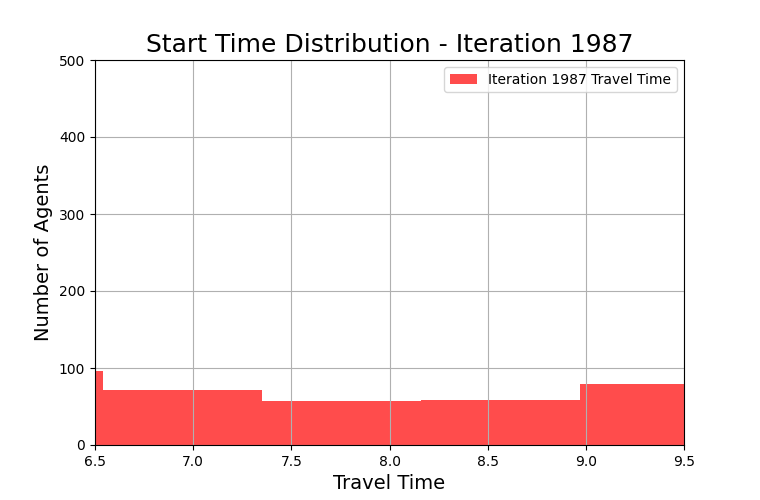 Start Time Distribution - Iteration 1987
500
Iteration 1987 Travel Time
400
300
200
100
0
Number of Agents
6.5 7.0 7.5 8.0 8.5 9.0 9.5
Travel Time